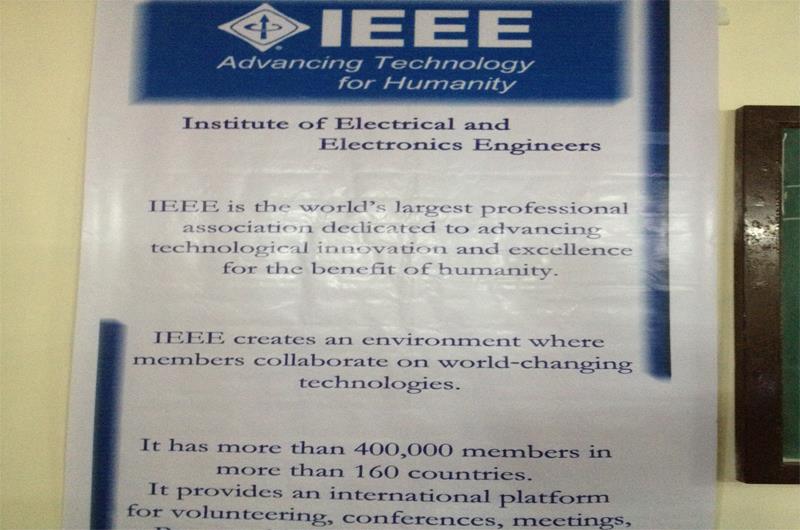 IEEE
Advancing Technology
for Humanity
Institute of Electrical and
Electronics Engineers
IEEE is the world's largest professional
association dedicated to advancing
technological innovation and excellence
for the benefit of humanity.
IEEE creates an environment where
members collaborate on world-changing
technologies.
It has more than 400,000 members in
more than 160 countries.
It provides an international platform
for volunteering, conferences, meetings,